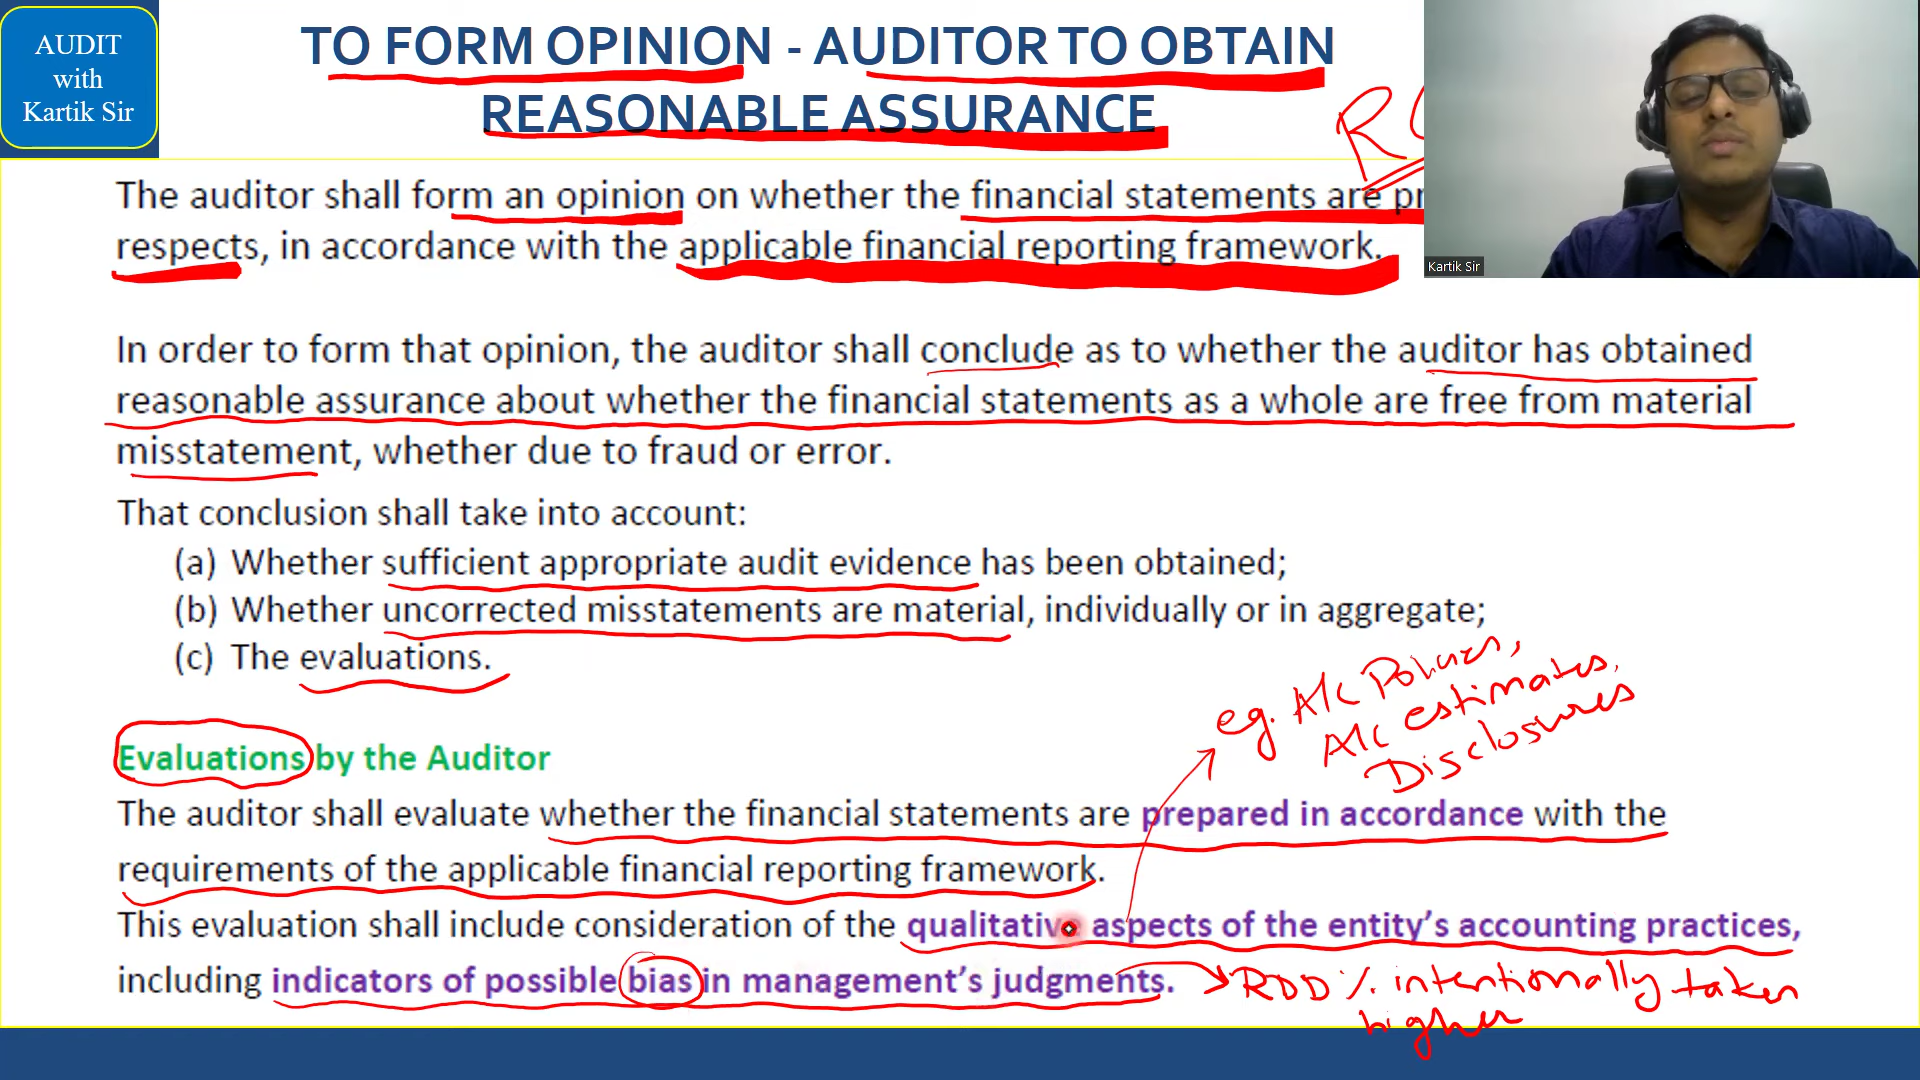 AUDIT
with
Kartik Sir
TO FORM OPINION - AUDITOR TO OBTAIN
REASONABLE ASSURANCE
The auditor shall form an opinion on whether the financial statements are pr
respects, in accordance with the applicable financial reporting framework.
Kartik Sir
In order to form that opinion, the auditor shall conclude as to whether the auditor has obtained
reasonable assurance about whether the financial statements as a whole are free from material
misstatement, whether due to fraud or error.
That conclusion shall take into account:
(a) Whether sufficient appropriate audit evidence has been obtained;
(b) Whether uncorrected misstatements are material, individually or in aggregate;
(c) The evaluations.
eg. A/c Policies,
A/c estimates,
Disclosures
Evaluations by the Auditor
The auditor shall evaluate whether the financial statements are prepared in accordance with the
requirements of the applicable financial reporting framework.
This evaluation shall include consideration of the qualitative aspects of the entity's accounting practices,
including indicators of possible bias in management's judgments.
RDD % intentionally taken
higher